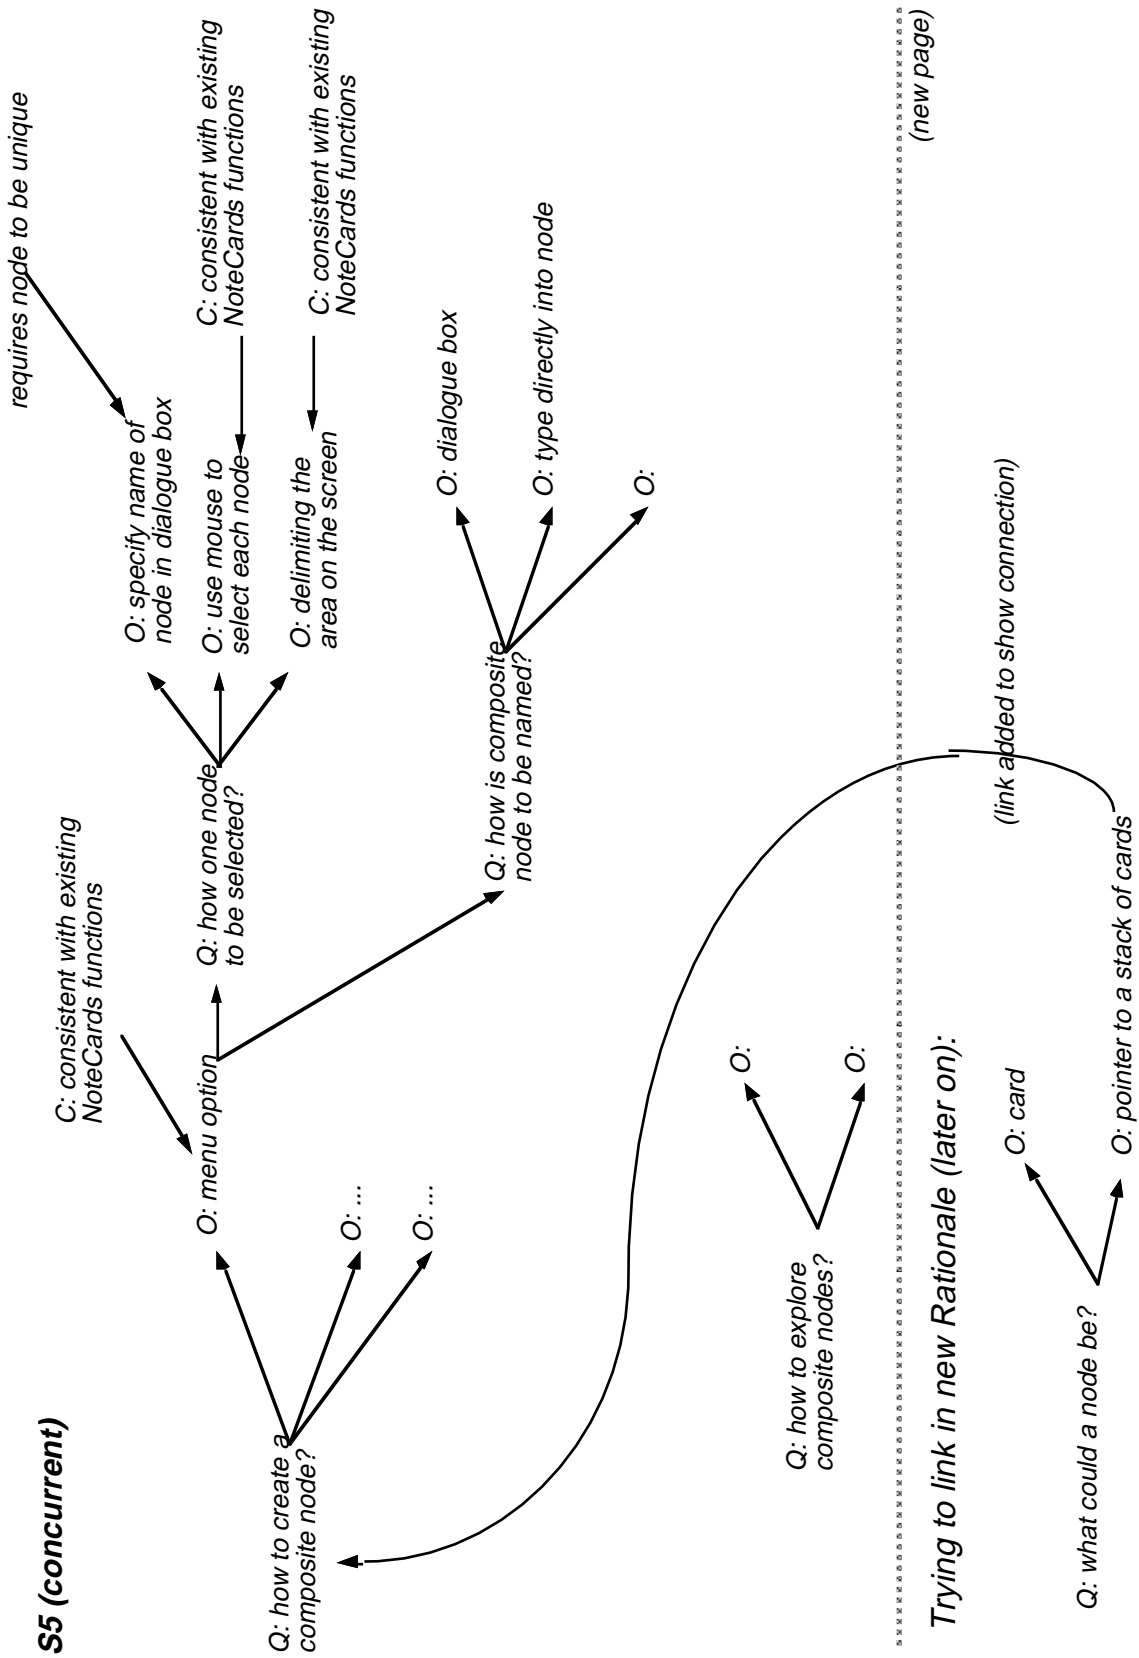 S5 (concurrent)
requires node to be unique
C: consistent with existing
NoteCards functions
O: specify name of
node in dialogue box
C: consistent with existing
NoteCards functions
O: menu option
Q: how one node
to be selected?
O: use mouse to
select each node
C: consistent with existing
NoteCards functions
O: delimiting the
area on the screen
Q: how to create a
composite node?
O: ...
O: ...
Q: how is composite
node to be named?
O: dialogue box
O: type directly into node
O:
Q: how to explore
composite nodes?
O:
O:
(new page)
Trying to link in new Rationale (later on):
(link added to show connection)
Q: what could a node be?
O: card
O: pointer to a stack of cards